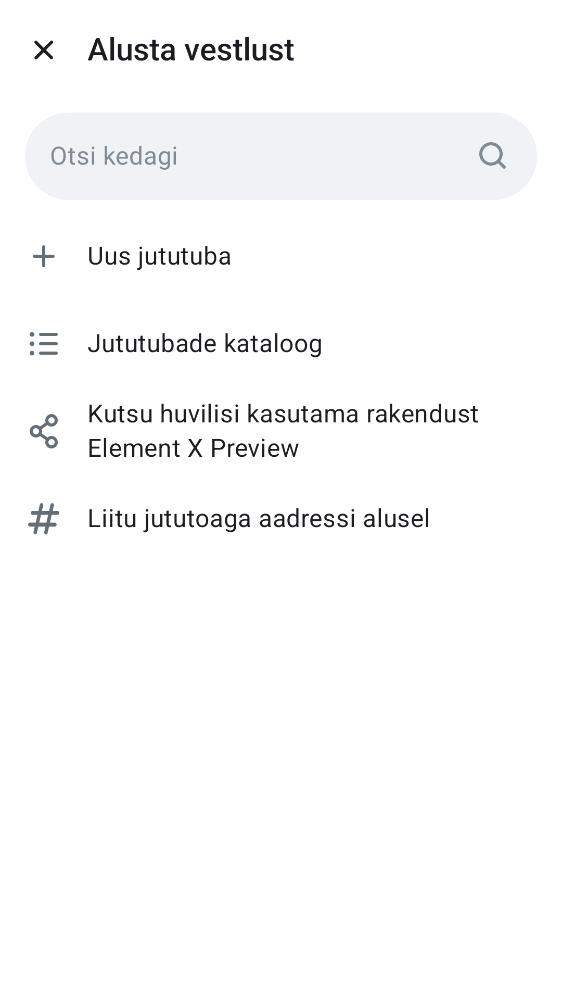 Alusta vestlust
Otsi kedagi
Uus jututuba
Jututubade kataloog
Kutsu huvilisi kasutama rakendust
Element X Preview
Liitu jututoaga aadressi alusel